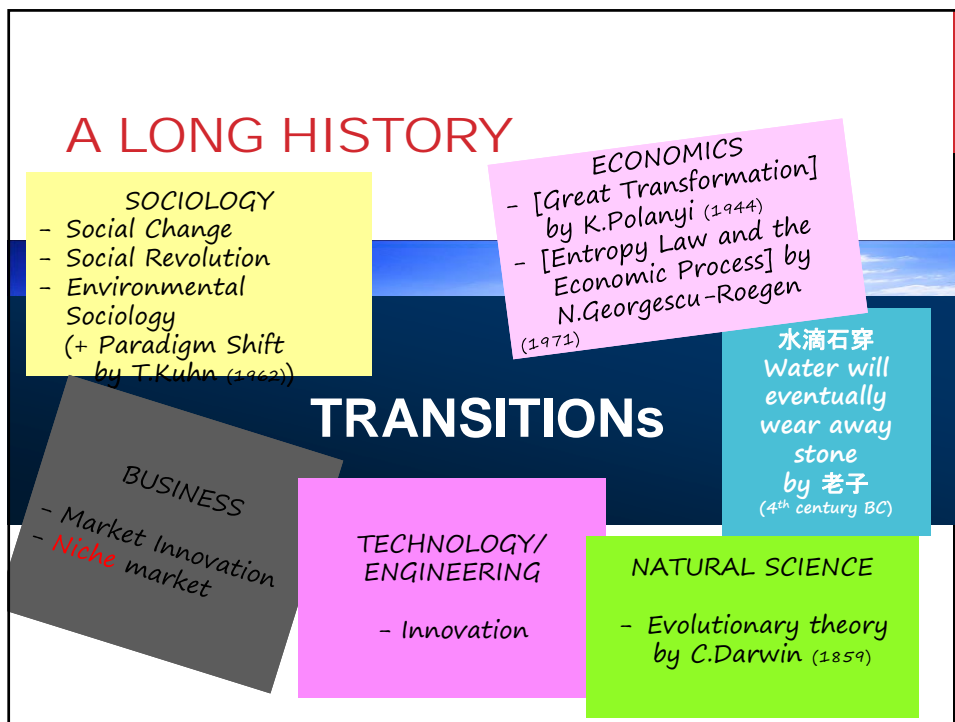 A LONG HISTORY
SOCIOLOGY
- Social Change
- Social Revolution
- Environmental
Sociology
(+ Paradigm Shift
by T.Kuhn (1962))
ECONOMICS
- [Great Transformation]
by K.Polanyi (1944)
- [Entropy Law and the
Economic Process] by
N.Georgescu-Roegen
(1971)
水滴石穿
Water will
eventually
wear away
stone
by 老子
(4th century BC)
TRANSITIONs
BUSINESS
- Market Innovation
- Niche market
TECHNOLOGY/
ENGINEERING
- Innovation
NATURAL SCIENCE
- Evolutionary theory
by C.Darwin (1859)